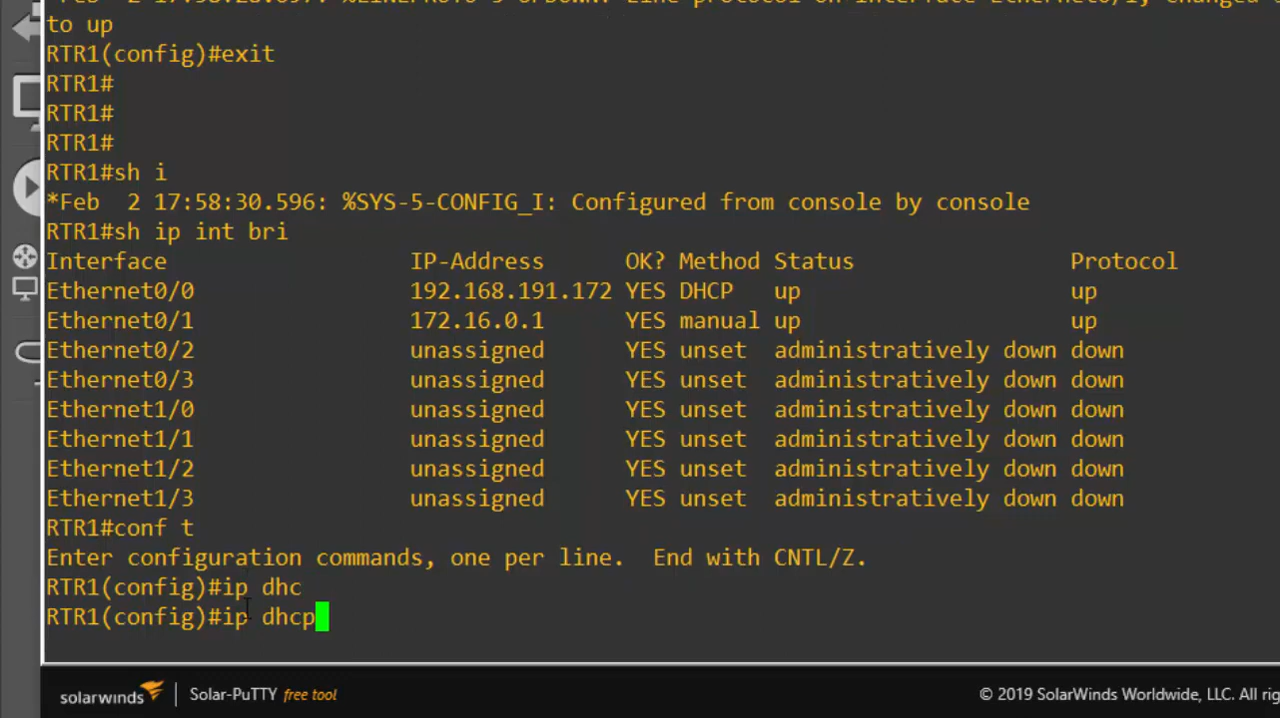 to up
RTR1(config)#exit
RTR1#
RTR1#
RTR1#
RTR1#sh i
*Feb  2 17:58:30.596: %SYS-5-CONFIG_I: Configured from console by console
RTR1#sh ip int bri
Interface                  IP-Address      OK? Method Status                Protocol
Ethernet0/0                192.168.191.172 YES DHCP   up                    up
Ethernet0/1                172.16.0.1      YES manual up                    up
Ethernet0/2                unassigned      YES unset  administratively down down
Ethernet0/3                unassigned      YES unset  administratively down down
Ethernet1/0                unassigned      YES unset  administratively down down
Ethernet1/1                unassigned      YES unset  administratively down down
Ethernet1/2                unassigned      YES unset  administratively down down
Ethernet1/3                unassigned      YES unset  administratively down down
RTR1#conf t
Enter configuration commands, one per line.  End with CNTL/Z.
RTR1(config)#ip dhc
RTR1(config)#ip dhcp
solarwinds | Solar-PuTTY free tool © 2019 SolarWinds Worldwide, LLC. All